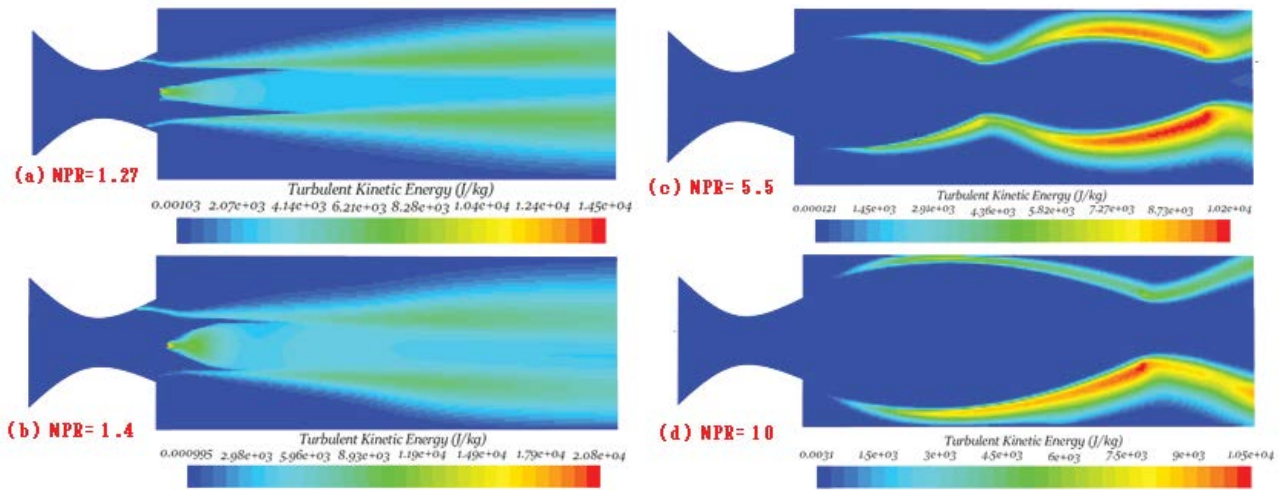 (a) NPR=1.27
Turbulent Kinetic Energy (J/kg)
0.00103 2.07e+03 4.14e+03 6.21e+03 8.28e+03 1.04e+04 1.24e+04 1.45e+04
(b) NPR=1.4
Turbulent Kinetic Energy (J/kg)
0.000995 2.98e+03 5.96e+03 8.93e+03 1.19e+04 1.49e+04 1.79e+04 2.08e+04
(c) NPR=5.5
Turbulent Kinetic Energy (J/kg)
0.000121 1.45e+03 2.91e+03 4.36e+03 5.82e+03 7.27e+03 8.73e+03 1.02e+04
(d) NPR=10
Turbulent Kinetic Energy (J/kg)
0.0031 1.5e+03 3e+03 4.5e+03 6e+03 7.5e+03 9e+03 1.05e+04